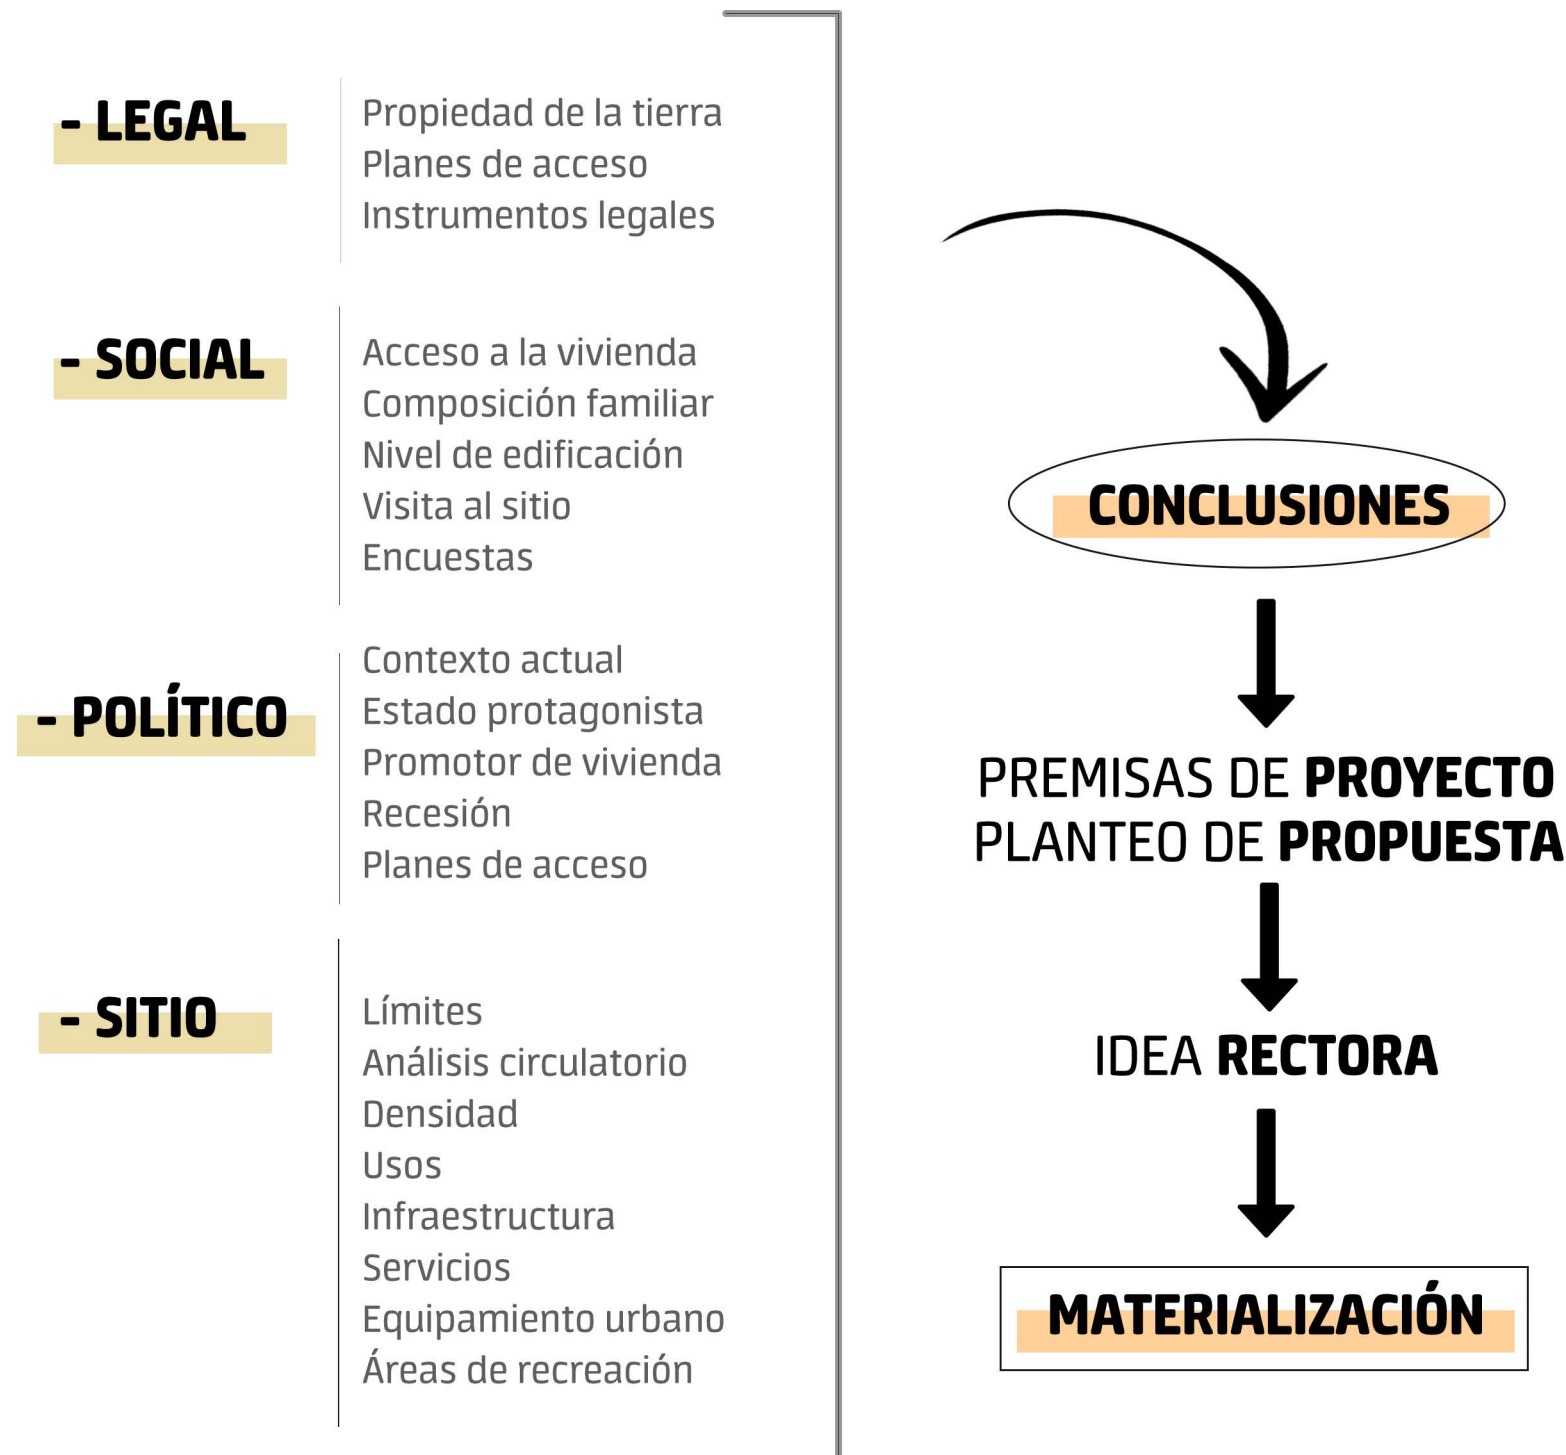 - LEGAL
Propiedad de la tierra
Planes de acceso
Instrumentos legales
- SOCIAL
Acceso a la vivienda
Composición familiar
Nivel de edificación
Visita al sitio
Encuestas
- POLÍTICO
Contexto actual
Estado protagonista
Promotor de vivienda
Recesión
Planes de acceso
- SITIO
Límites
Análisis circulatorio
Densidad
Usos
Infraestructura
Servicios
Equipamiento urbano
Áreas de recreación
CONCLUSIONES
PREMISAS DE PROYECTO
PLANTEO DE PROPUESTA
IDEA RECTORA
MATERIALIZACIÓN